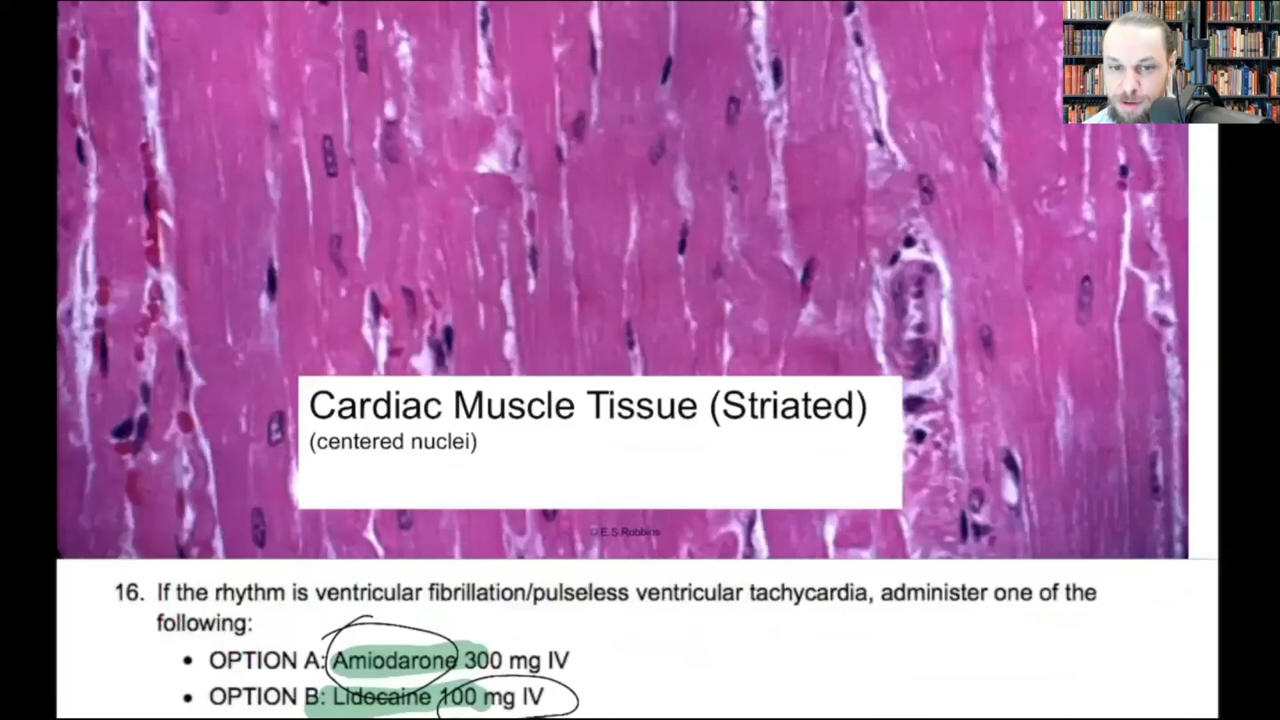 Cardiac Muscle Tissue (Striated)
(centered nuclei)
© E.S.Robbins
16. If the rhythm is ventricular fibrillation/pulseless ventricular tachycardia, administer one of the
following:
• OPTION A: Amiodarone 300 mg IV
• OPTION B: Lidocaine 100 mg IV